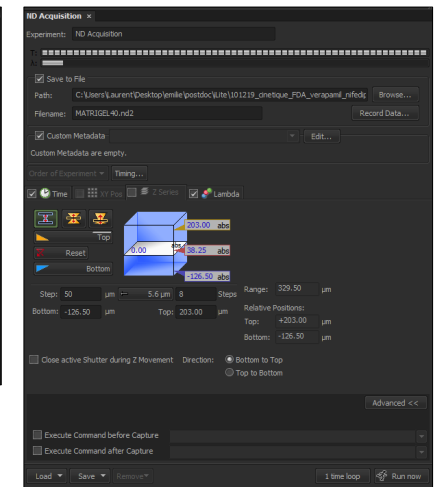 ND Acquisition ×
Experiment: ND Acquisition
T:
λ:
Save to File
Path: C:\Users\Laurent\Desktop\emilie\postdoc\Lite\101219_cinetique_FDA_verapamil_nifedip Browse...
Filename: MATRIGEL40.nd2 Record Data...
Custom Metadata Edit...
Custom Metadata are empty.
Order of Experiment Timing...
Time XY Pos Z Series Lambda
Top
Reset
Bottom
203.00 abs
0.00 abs 38.25 abs
-126.50 abs
Step: 50 µm 5.6 µm 8 Steps Range: 329.50 µm
Bottom: -126.50 µm Top: 203.00 µm Relative Positions:
Top: +203.00 µm
Bottom: -126.50 µm
Close active Shutter during Z Movement Direction: Bottom to Top
Top to Bottom
Advanced <<
Execute Command before Capture
Execute Command after Capture
Load Save Remove 1 time loop Run now